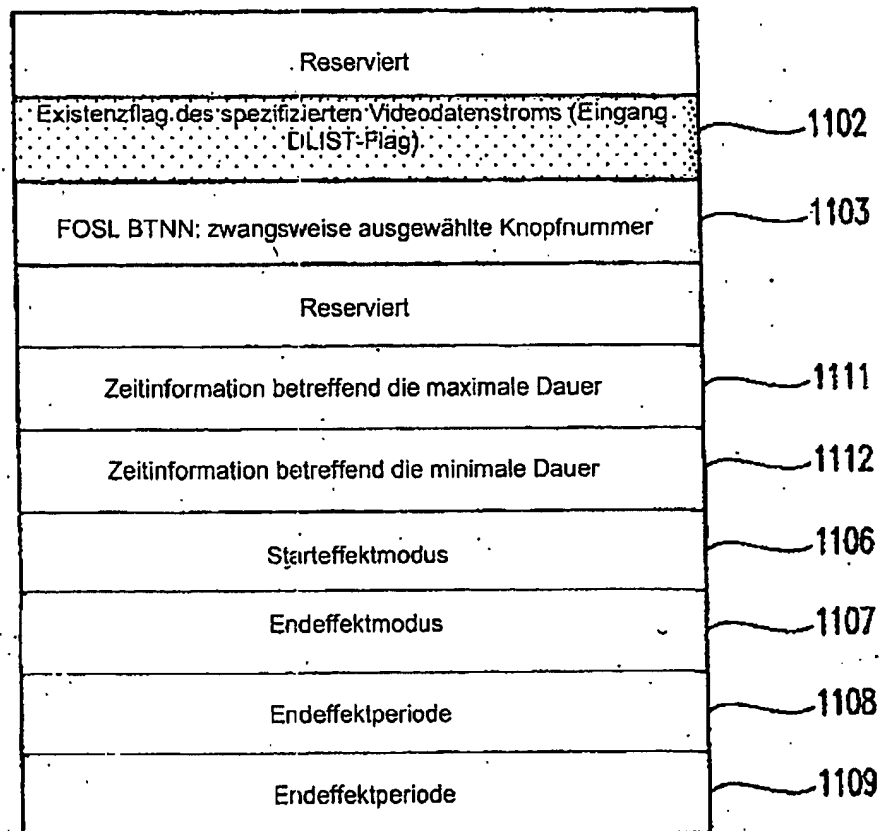 Reserviert
Existenzflag des spezifizierten Videodatenstroms (Eingang
DLIST-Flag)
1102
FOSL BTNN: zwangsweise ausgewählte Knopfnummer
1103
Reserviert
Zeitinformation betreffend die maximale Dauer
1111
Zeitinformation betreffend die minimale Dauer
1112
Starteffektmodus
1106
Endeffektmodus
1107
Endeffektperiode
1108
Endeffektperiode
1109